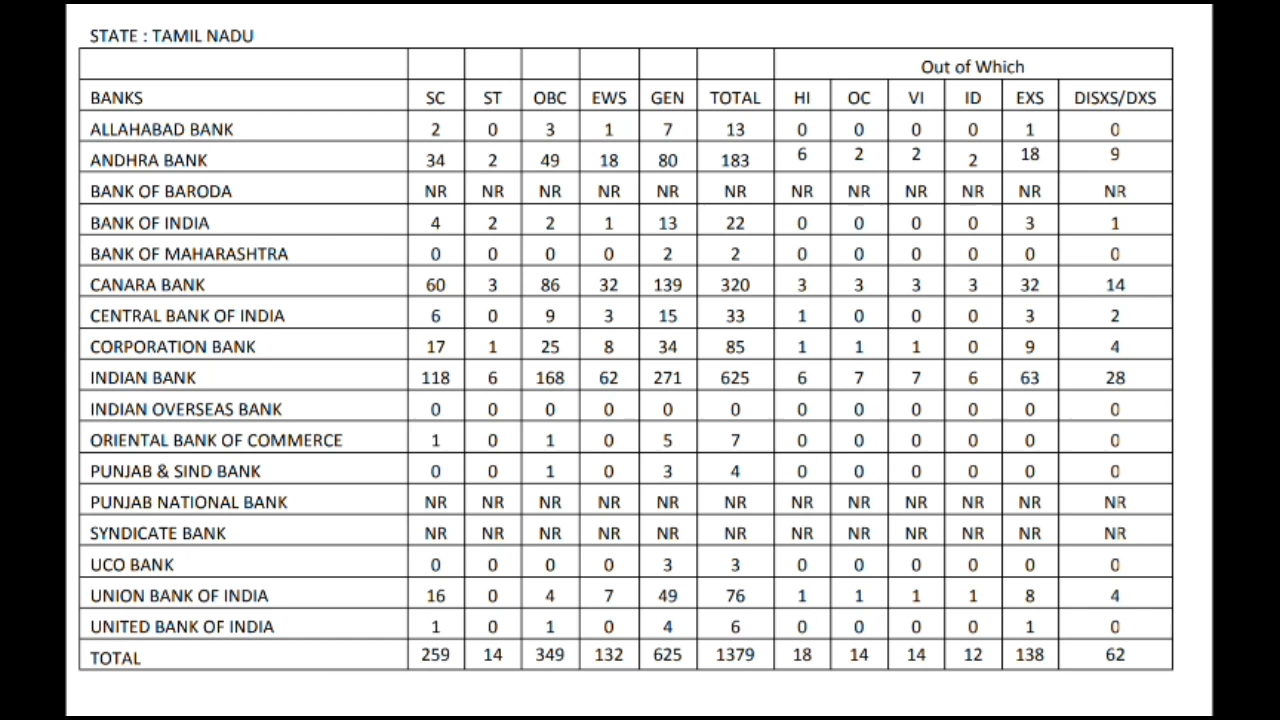 STATE : TAMIL NADU
Out of Which
BANKS SC ST OBC EWS GEN TOTAL HI OC VI ID EXS DISXS/DXS
ALLAHABAD BANK 2 0 3 1 7 13 0 0 0 0 1 0
ANDHRA BANK 34 2 49 18 80 183 6 2 2 2 18 9
BANK OF BARODA NR NR NR NR NR NR NR NR NR NR NR NR
BANK OF INDIA 4 2 2 1 13 22 0 0 0 0 3 1
BANK OF MAHARASHTRA 0 0 0 0 2 2 0 0 0 0 0 0
CANARA BANK 60 3 86 32 139 320 3 3 3 3 32 14
CENTRAL BANK OF INDIA 6 0 9 3 15 33 1 0 0 0 3 2
CORPORATION BANK 17 1 25 8 34 85 1 1 1 0 9 4
INDIAN BANK 118 6 168 62 271 625 6 7 7 6 63 28
INDIAN OVERSEAS BANK 0 0 0 0 0 0 0 0 0 0 0 0
ORIENTAL BANK OF COMMERCE 1 0 1 0 5 7 0 0 0 0 0 0
PUNJAB & SIND BANK 0 0 1 0 3 4 0 0 0 0 0 0
PUNJAB NATIONAL BANK NR NR NR NR NR NR NR NR NR NR NR NR
SYNDICATE BANK NR NR NR NR NR NR NR NR NR NR NR NR
UCO BANK 0 0 0 0 3 3 0 0 0 0 0 0
UNION BANK OF INDIA 16 0 4 7 49 76 1 1 1 1 8 4
UNITED BANK OF INDIA 1 0 1 0 4 6 0 0 0 0 1 0
TOTAL 259 14 349 132 625 1379 18 14 14 12 138 62